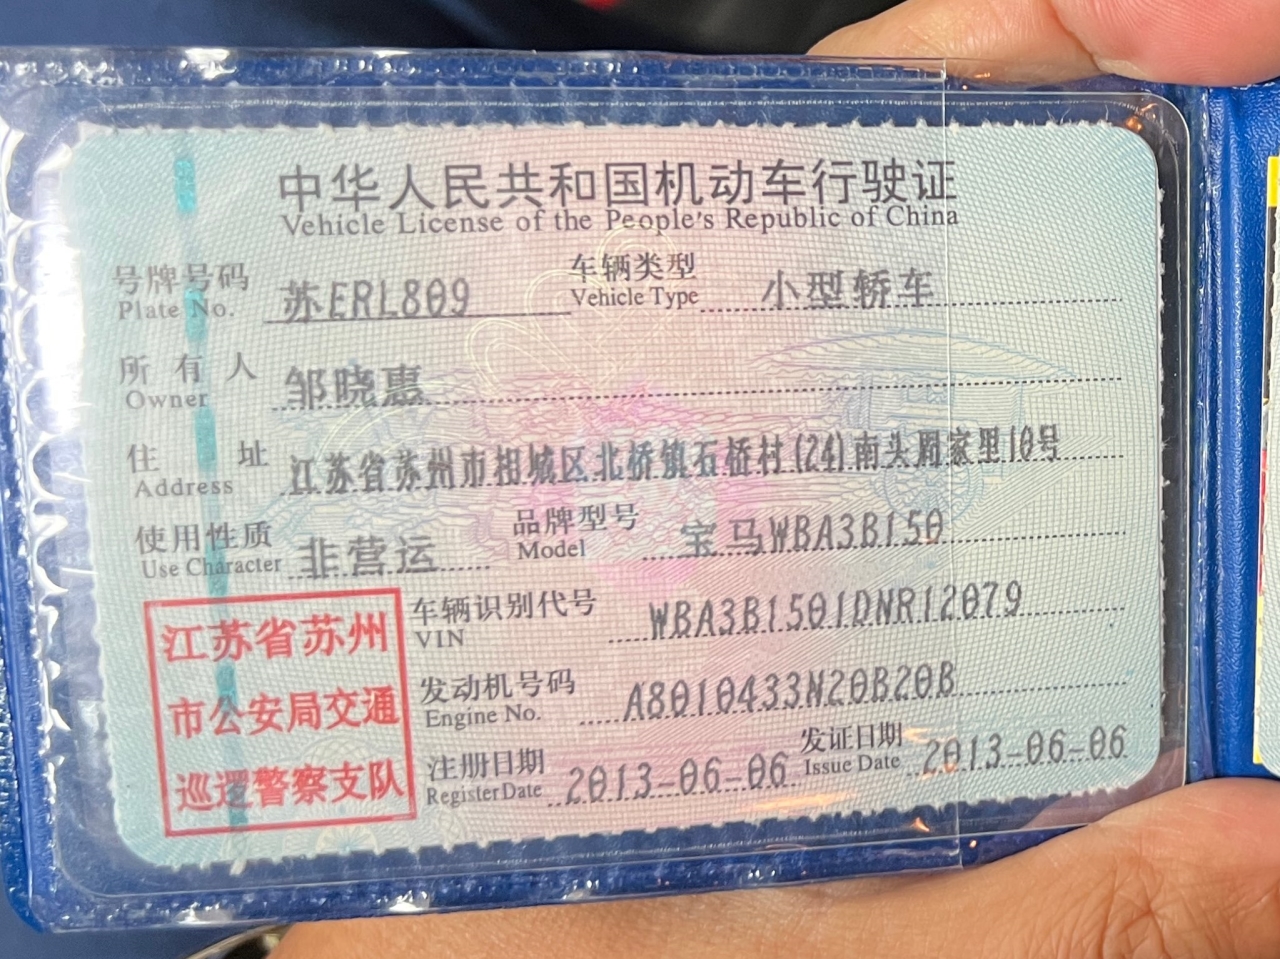 中华人民共和国机动车行驶证
Vehicle License of the People's Republic of China
号牌号码 苏ERL809 车辆类型 小型轿车
Plate No. Vehicle Type
所有人 邹晓惠
Owner
住址 江苏省苏州市相城区北桥镇石桥村(24)南头周家里10号
Address
使用性质 非营运 品牌型号 宝马WBA3B150
Use Character Model
车辆识别代号 WBA3B1501DNR12079
VIN
发动机号码 A8010433N20B20B
Engine No.
注册日期 2013-06-06 发证日期 2013-06-06
Register Date Issue Date
江苏省苏州
市公安局交通
巡逻警察支队